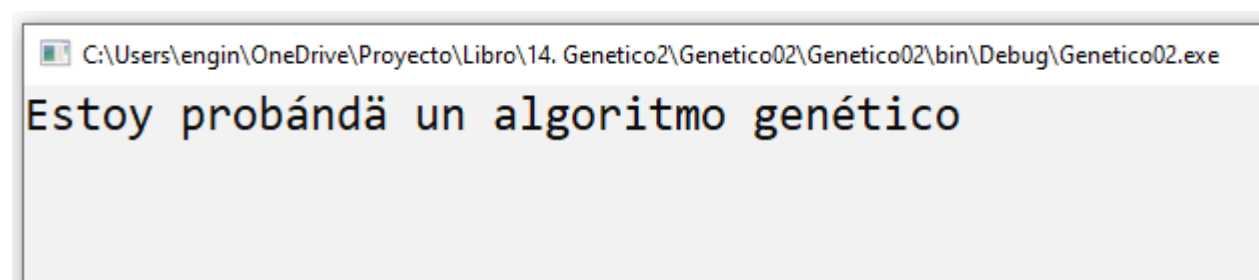 C:\Users\engin\OneDrive\Proyecto\Libro\14. Genetico2\Genetico02\Genetico02\bin\Debug\Genetico02.exe
Estoy probándä un algoritmo genético